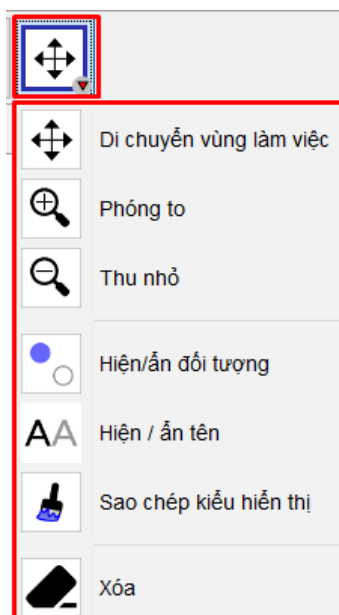 Di chuyển vùng làm việc
Phóng to
Thu nhỏ
Hiện/ẩn đối tượng
AA
Hiện / ẩn tên
Sao chép kiểu hiển thị
Xóa